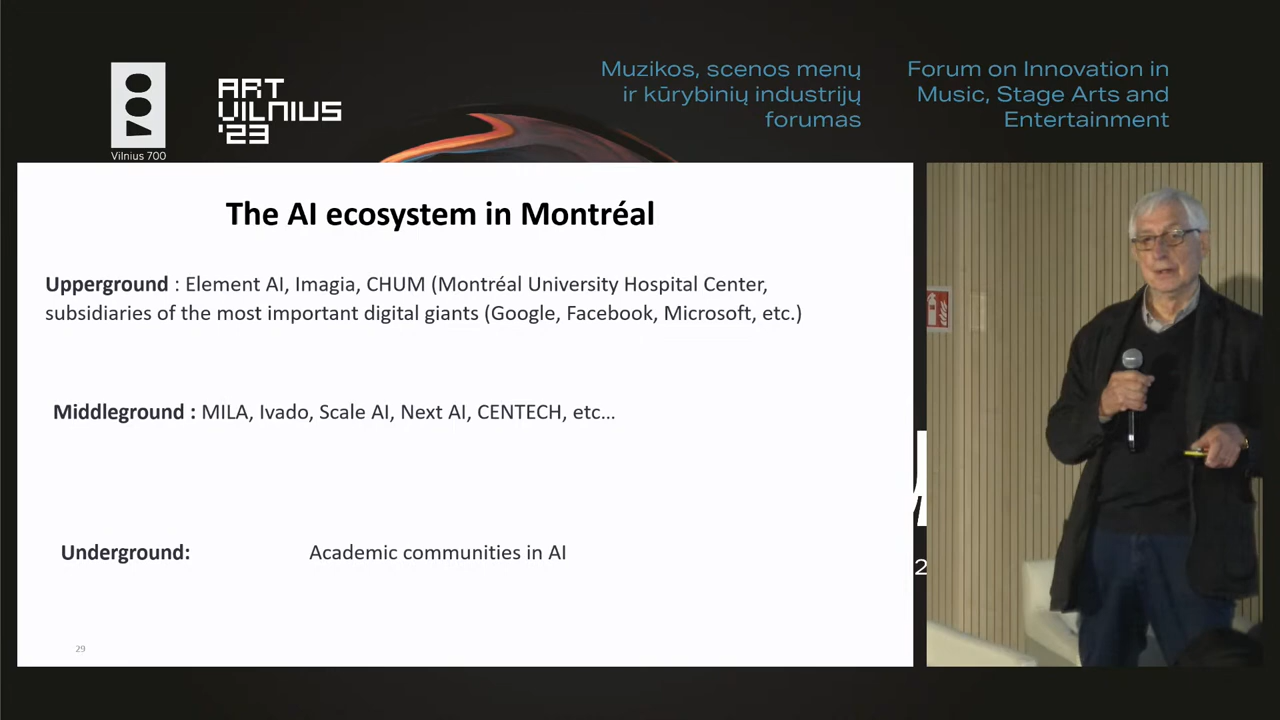 Vilnius 700
ART
VILNIUS
'23
Muzikos, scenos menų
ir kūrybinių industrijų
forumas
Forum on Innovation in
Music, Stage Arts and
Entertainment
The AI ecosystem in Montréal
Upperground : Element AI, Imagia, CHUM (Montréal University Hospital Center,
subsidiaries of the most important digital giants (Google, Facebook, Microsoft, etc.)
Middleground : MILA, Ivado, Scale AI, Next AI, CENTECH, etc...
Underground: Academic communities in AI
29
2